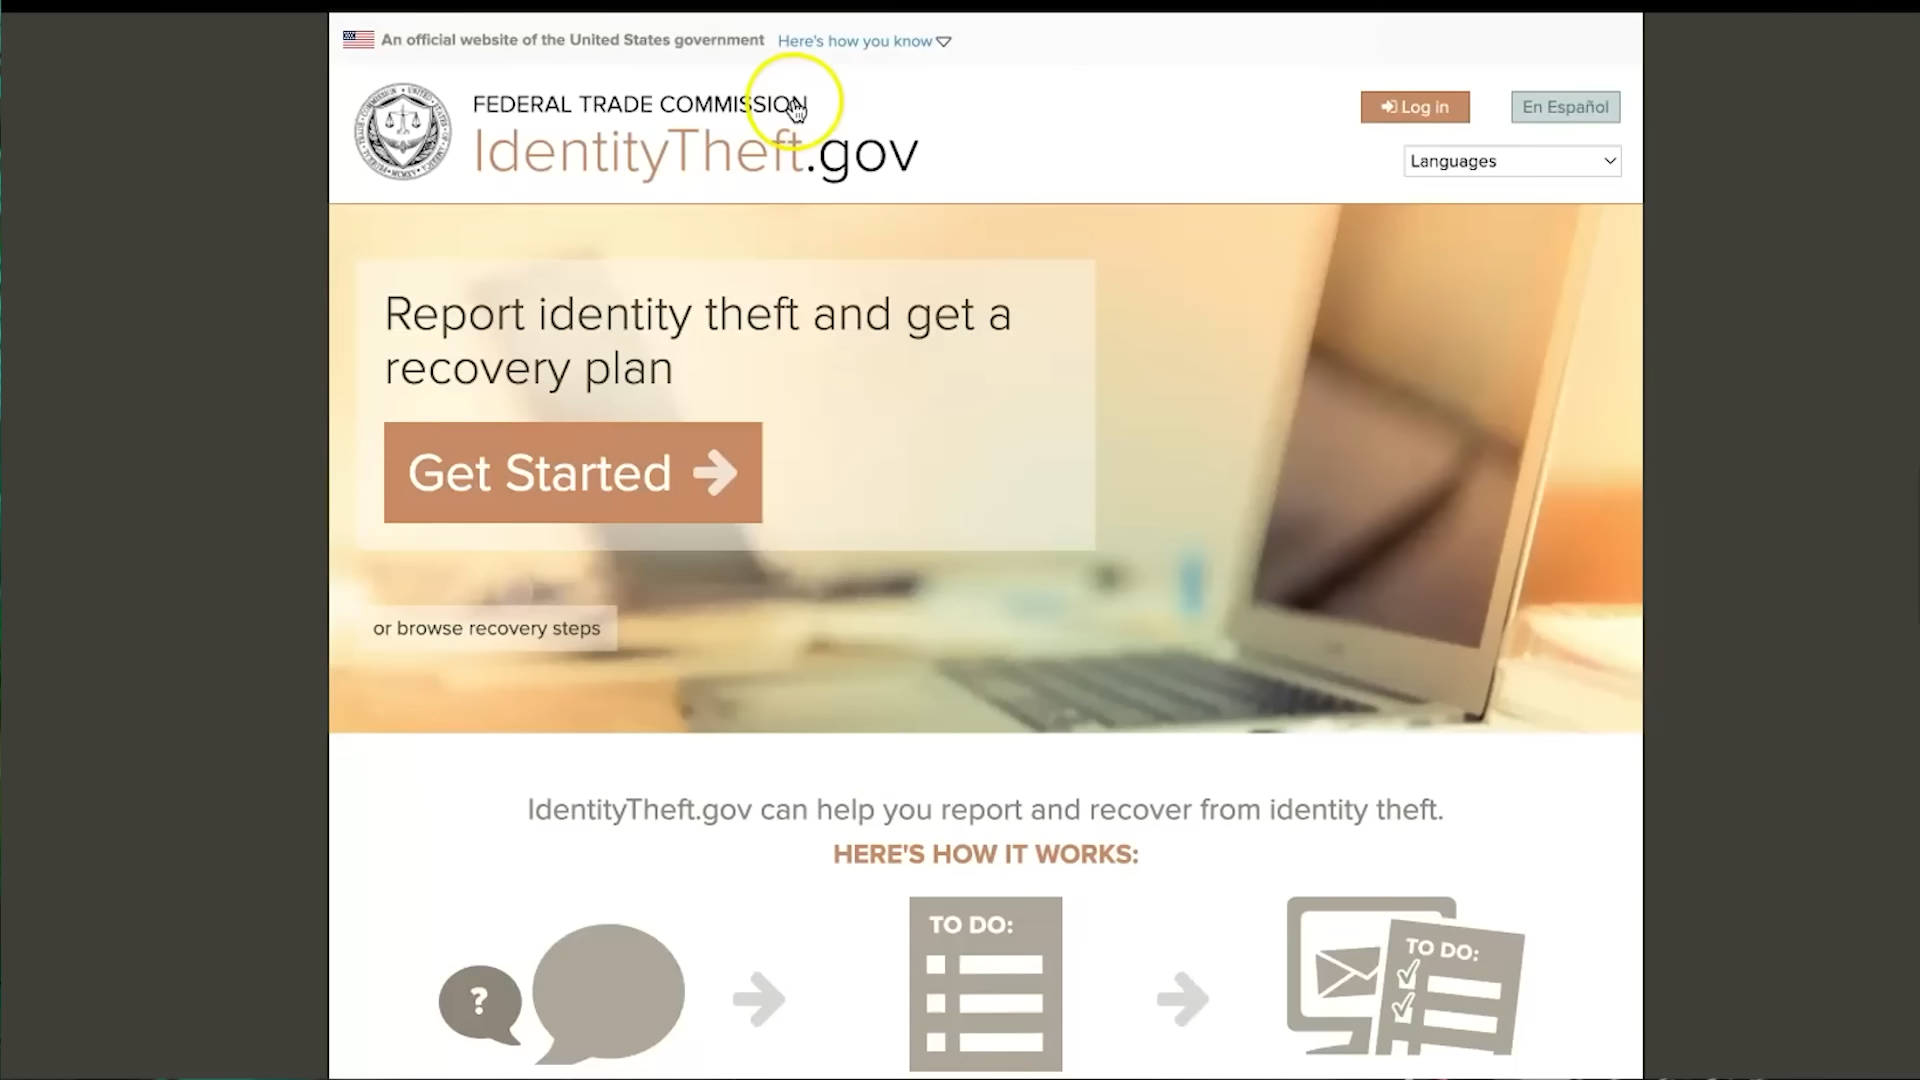 An official website of the United States government Here's how you know
FEDERAL TRADE COMMISSION
IdentityTheft.gov
Log in
En Español
Languages
Report identity theft and get a
recovery plan
Get Started
or browse recovery steps
IdentityTheft.gov can help you report and recover from identity theft.
HERE'S HOW IT WORKS:
?
TO DO:
TO DO: